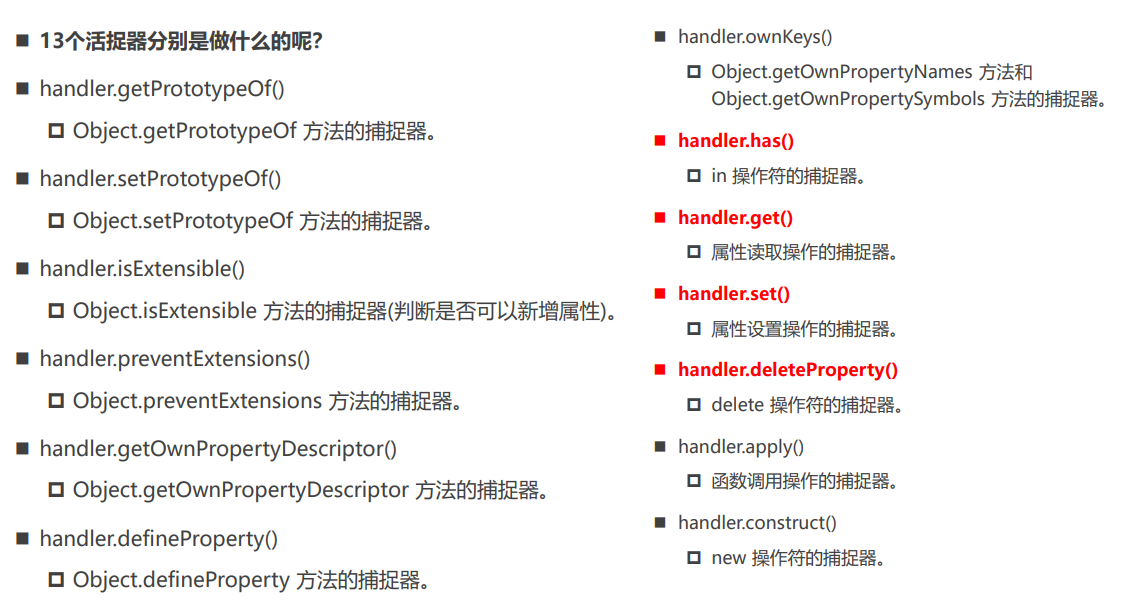 13个活捉器分别是做什么的呢？
handler.getPrototypeOf()
Object.getPrototypeOf 方法的捕捉器。
handler.setPrototypeOf()
Object.setPrototypeOf 方法的捕捉器。
handler.isExtensible()
Object.isExtensible 方法的捕捉器(判断是否可以新增属性)。
handler.preventExtensions()
Object.preventExtensions 方法的捕捉器。
handler.getOwnPropertyDescriptor()
Object.getOwnPropertyDescriptor 方法的捕捉器。
handler.defineProperty()
Object.defineProperty 方法的捕捉器。
handler.ownKeys()
Object.getOwnPropertyNames 方法和
Object.getOwnPropertySymbols 方法的捕捉器。
handler.has()
in 操作符的捕捉器。
handler.get()
属性读取操作的捕捉器。
handler.set()
属性设置操作的捕捉器。
handler.deleteProperty()
delete 操作符的捕捉器。
handler.apply()
函数调用操作的捕捉器。
handler.construct()
new 操作符的捕捉器。